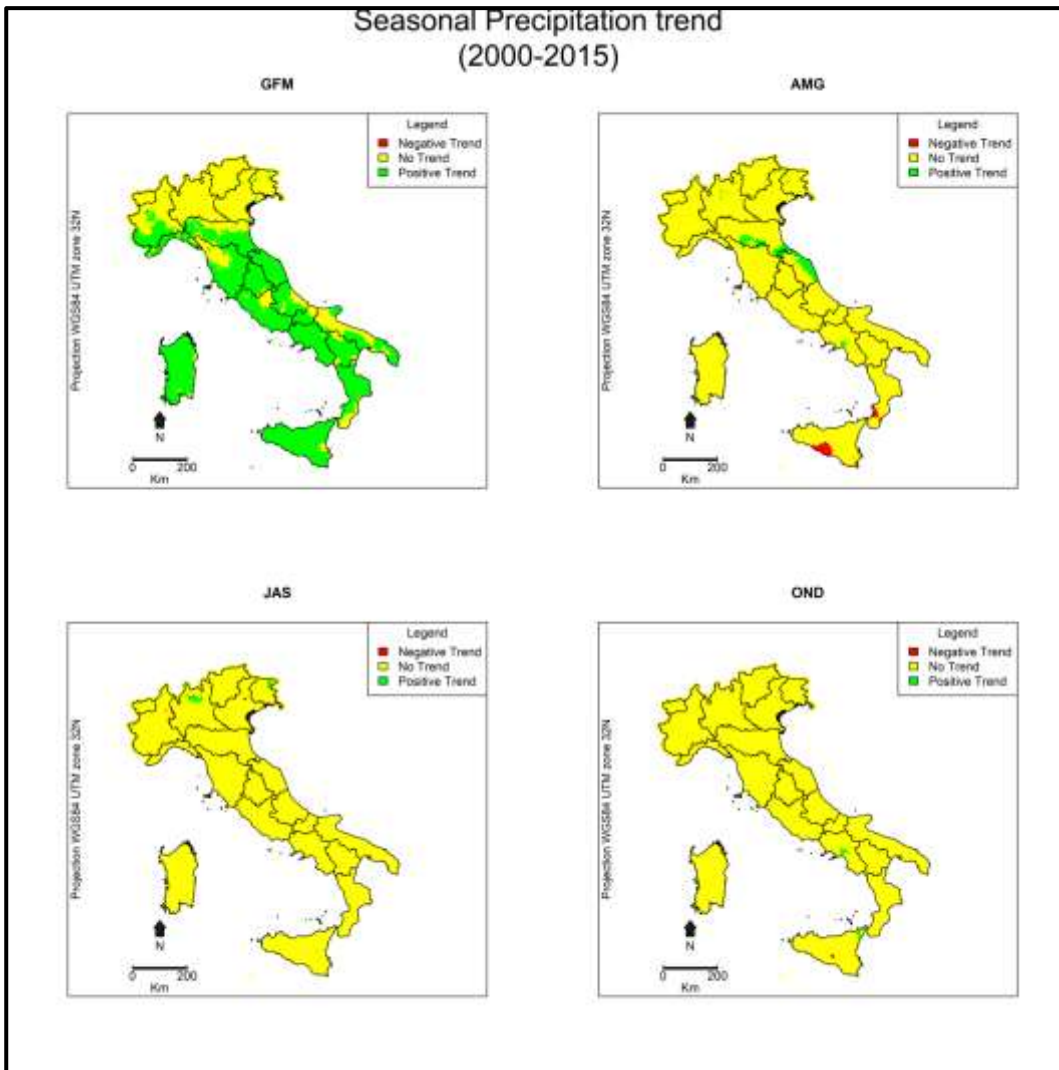 Seasonal Precipitation trend
(2000-2015)
GFM
Legend
Negative Trend
No Trend
Positive Trend
Projection WGS84 UTM zone 32N
N
0 200
Km
AMG
Legend
Negative Trend
No Trend
Positive Trend
Projection WGS84 UTM zone 32N
N
0 200
Km
JAS
Legend
Negative Trend
No Trend
Positive Trend
Projection WGS84 UTM zone 32N
N
0 200
Km
OND
Legend
Negative Trend
No Trend
Positive Trend
Projection WGS84 UTM zone 32N
N
0 200
Km